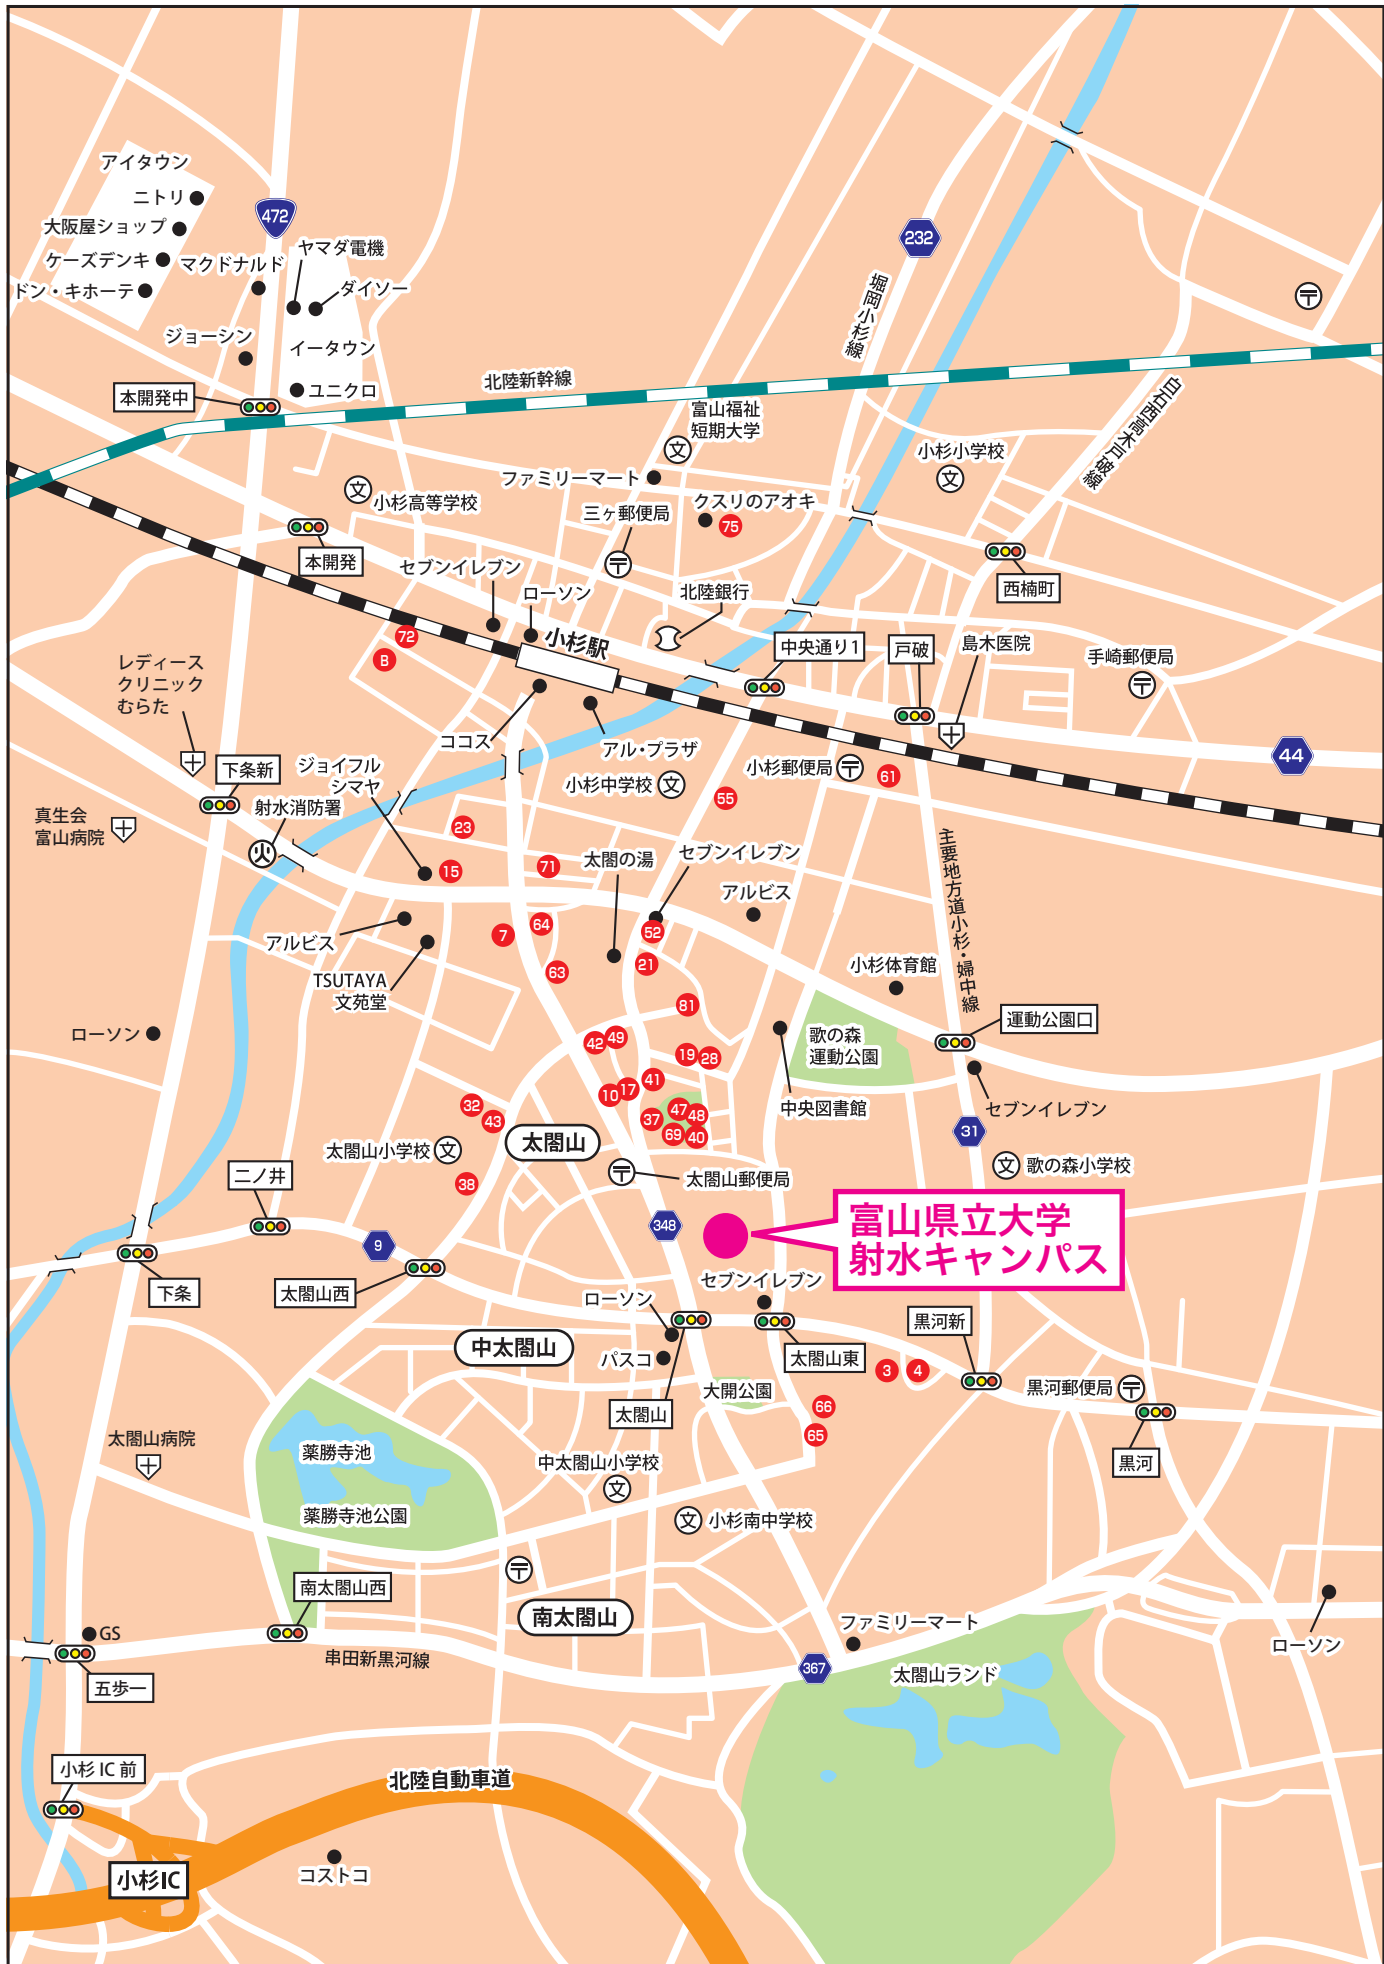 アイタウン
ニトリ
大阪屋ショップ
ケーズデンキ
ドン・キホーテ
マクドナルド
472
ヤマダ電機
ダイソー
ジョーシン
イータウン
ユニクロ
本開発中
北陸新幹線
232
堀岡小杉線
白石西高木戸破線
富山福祉
短期大学
小杉小学校
ファミリーマート
クスリのアオキ
75
小杉高等学校
三ヶ郵便局
本開発
セブンイレブン
ローソン
北陸銀行
西楠町
72
B
小杉駅
中央通り1
戸破
島木医院
手崎郵便局
レディース
クリニック
むらた
ココス
アル・プラザ
44
下条新
ジョイフル
シマヤ
小杉中学校
小杉郵便局
61
55
真生会
富山病院
射水消防署
23
15
71
太閤の湯
セブンイレブン
アルビス
主要地方道小杉・婦中線
64
7
52
アルビス
63
21
小杉体育館
TSUTAYA
文苑堂
81
運動公園口
ローソン
42
49
歌の森
運動公園
19
28
41
10
17
中央図書館
セブンイレブン
32
43
47
48
37
69
40
31
太閤山
太閤山小学校
歌の森小学校
二ノ井
38
太閤山郵便局
348
富山県立大学
射水キャンパス
9
下条
太閤山西
セブンイレブン
ローソン
黒河新
中太閤山
パスコ
太閤山東
3
4
大開公園
黒河郵便局
太閤山
66
65
太閤山病院
薬勝寺池
中太閤山小学校
黒河
薬勝寺池公園
小杉南中学校
南太閤山西
南太閤山
ファミリーマート
GS
ローソン
串田新黒河線
367
太閤山ランド
五歩一
小杉 IC 前
北陸自動車道
小杉IC
コストコ